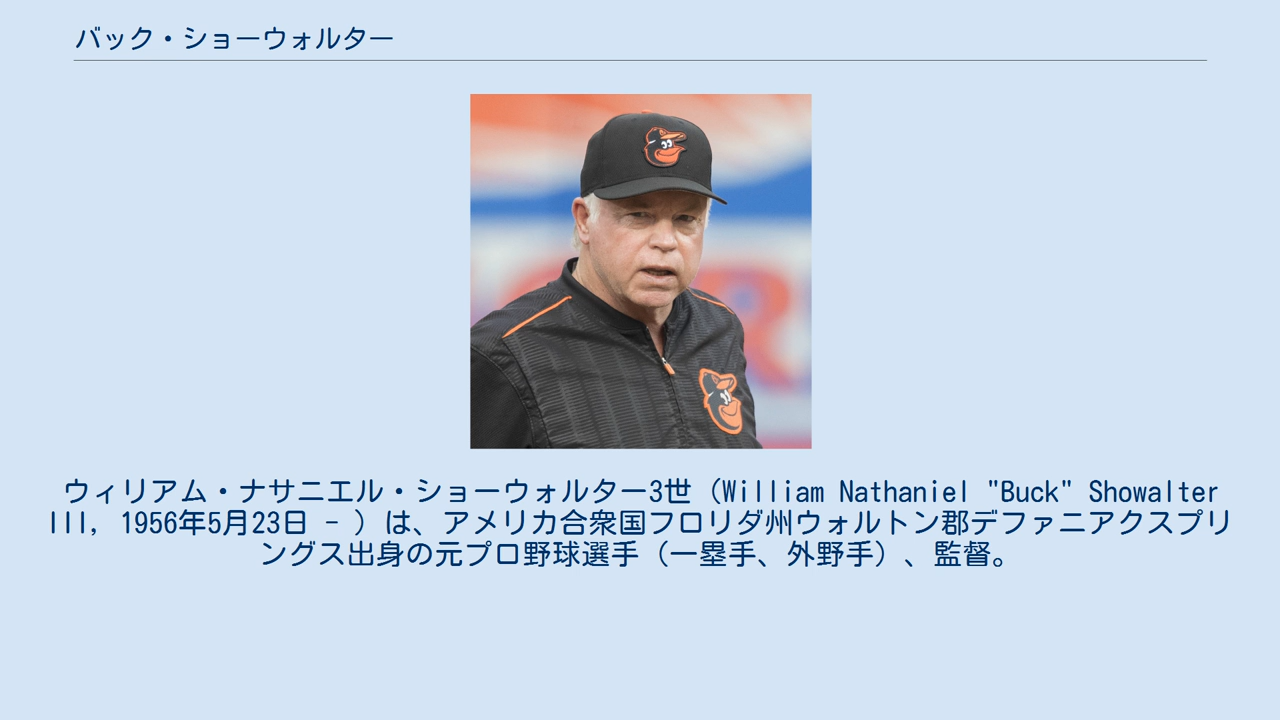 バック・ショーウォルター
ウィリアム・ナサニエル・ショーウォルター3世（William Nathaniel "Buck" Showalter
III, 1956年5月23日 - ）は、アメリカ合衆国フロリダ州ウォルトン郡デファニアクスプリ
ングス出身の元プロ野球選手（一塁手、外野手）、監督。